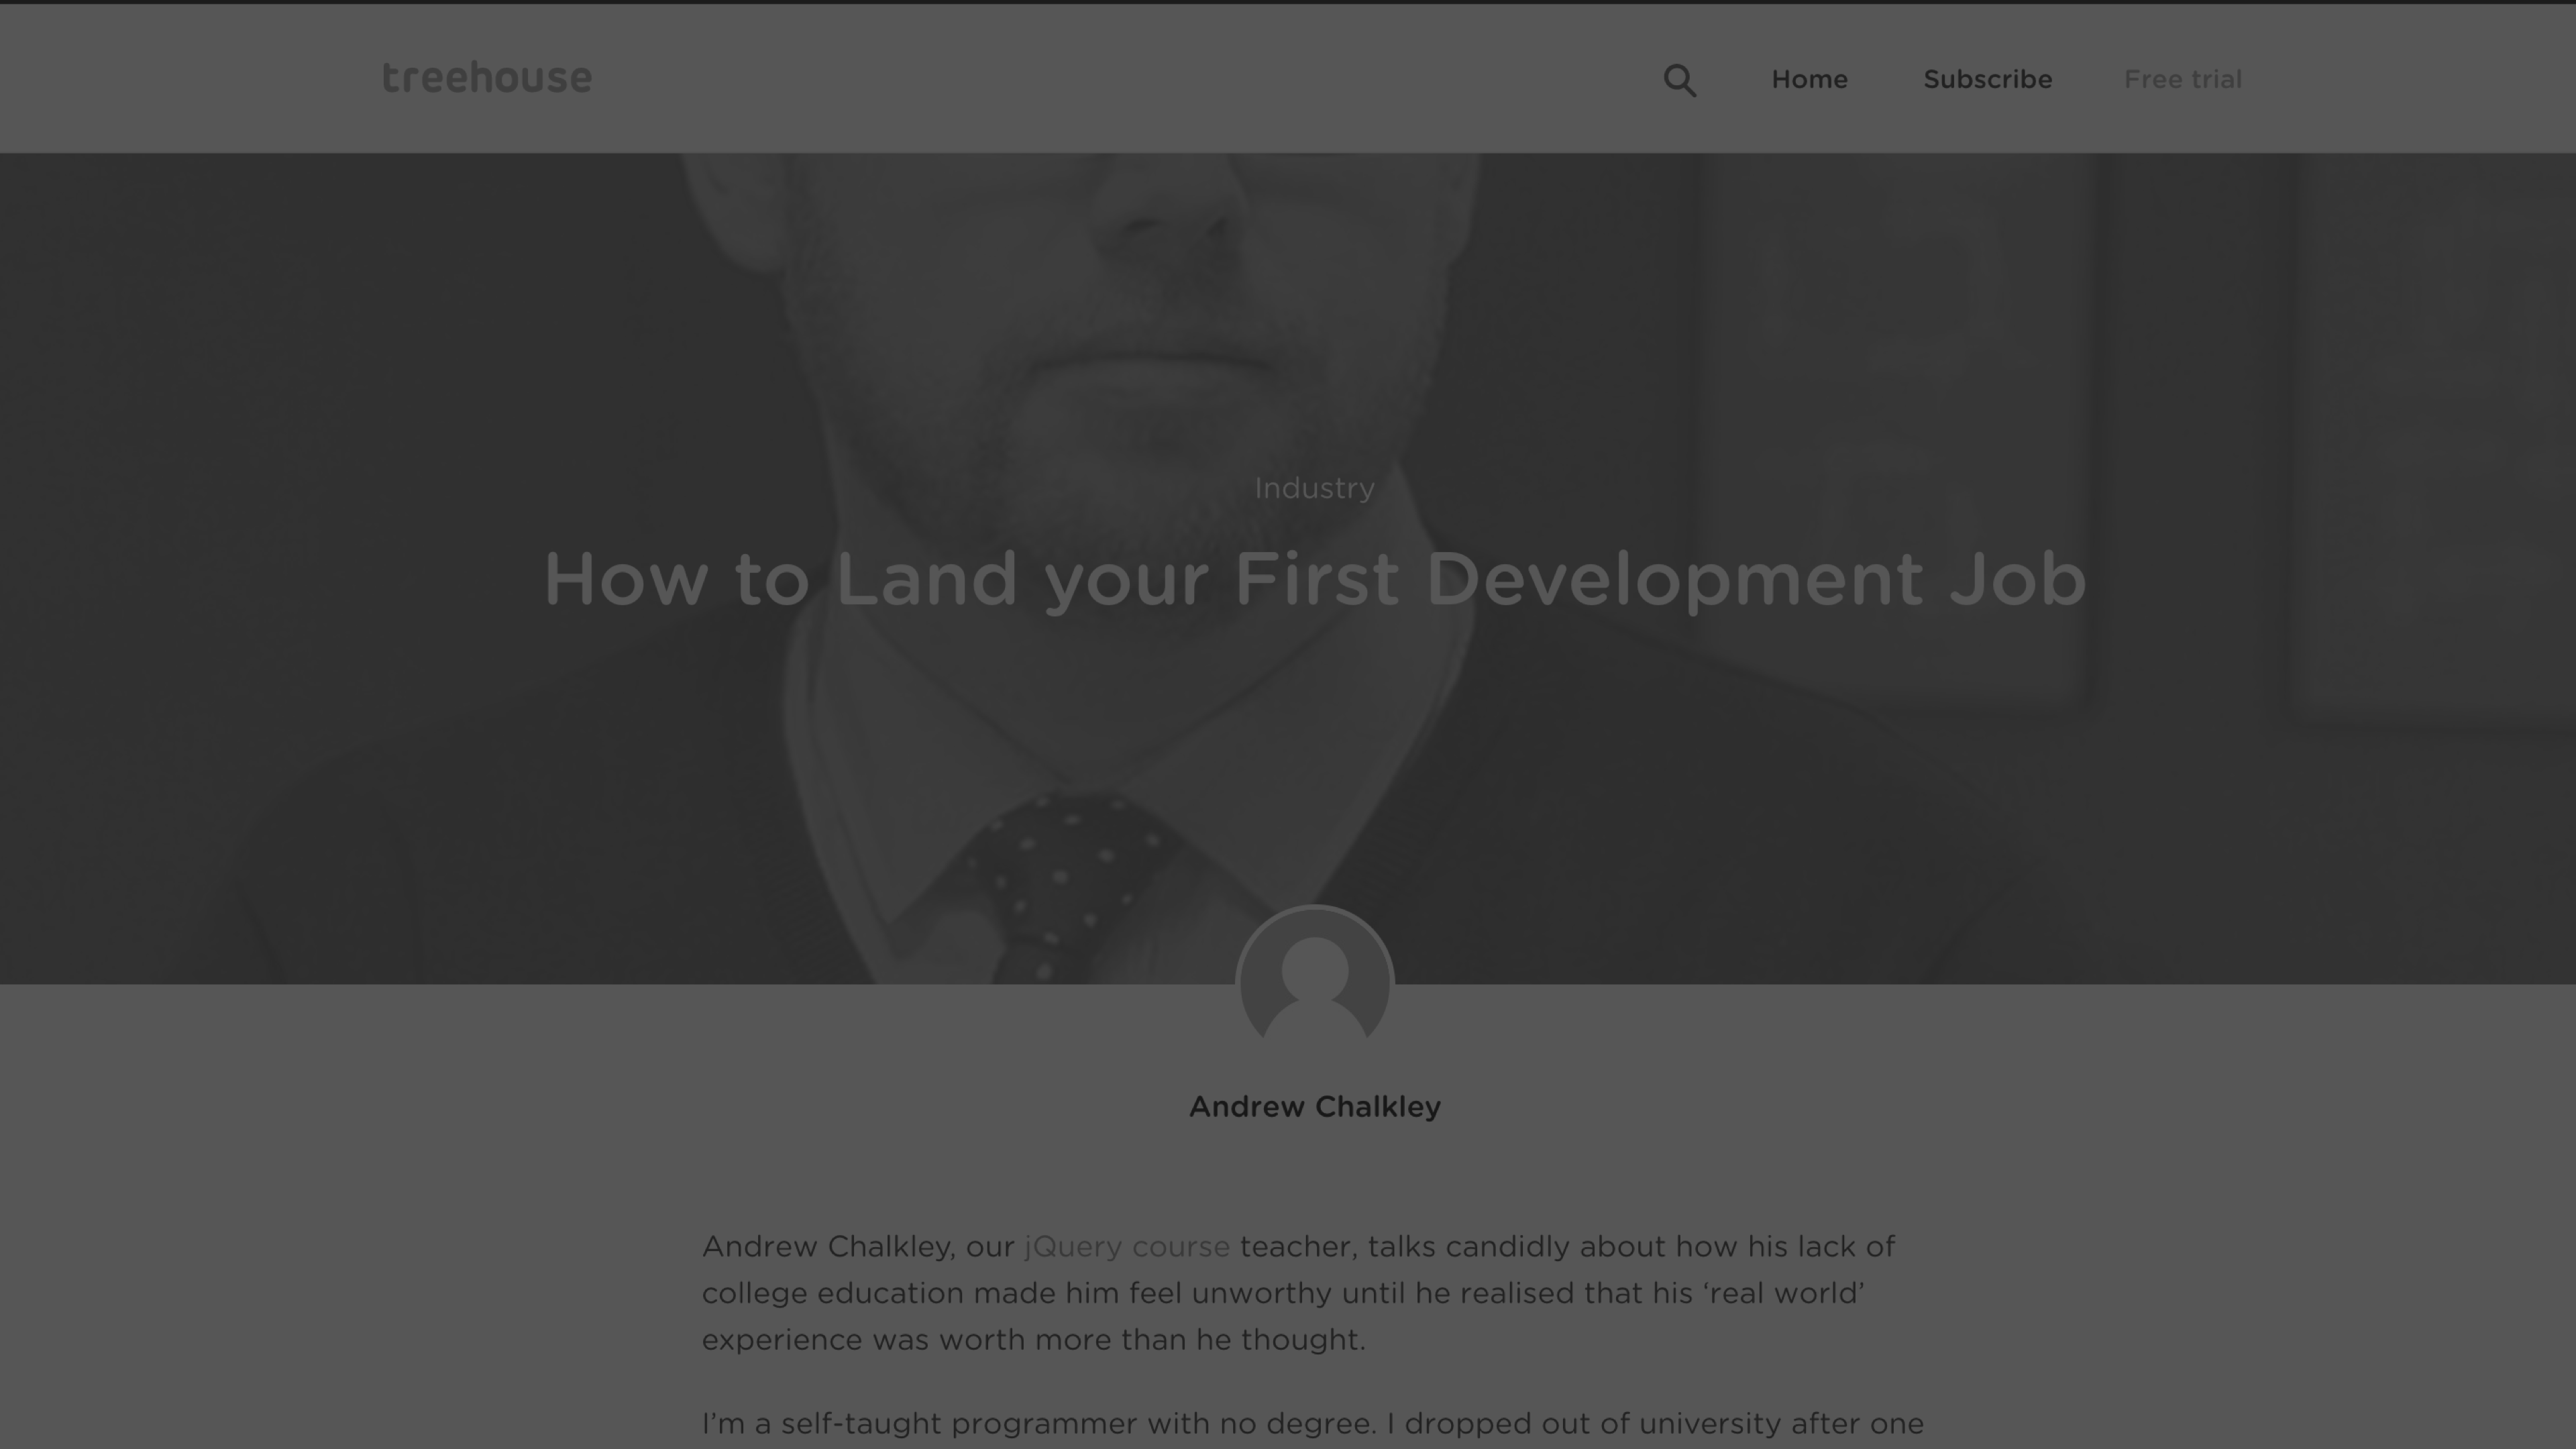 treehouse
Home Subscribe Free trial
Industry
How to Land your First Development Job
Andrew Chalkley
Andrew Chalkley, our jQuery course teacher, talks candidly about how his lack of
college education made him feel unworthy until he realised that his ‘real world’
experience was worth more than he thought.
I’m a self-taught programmer with no degree. I dropped out of university after one